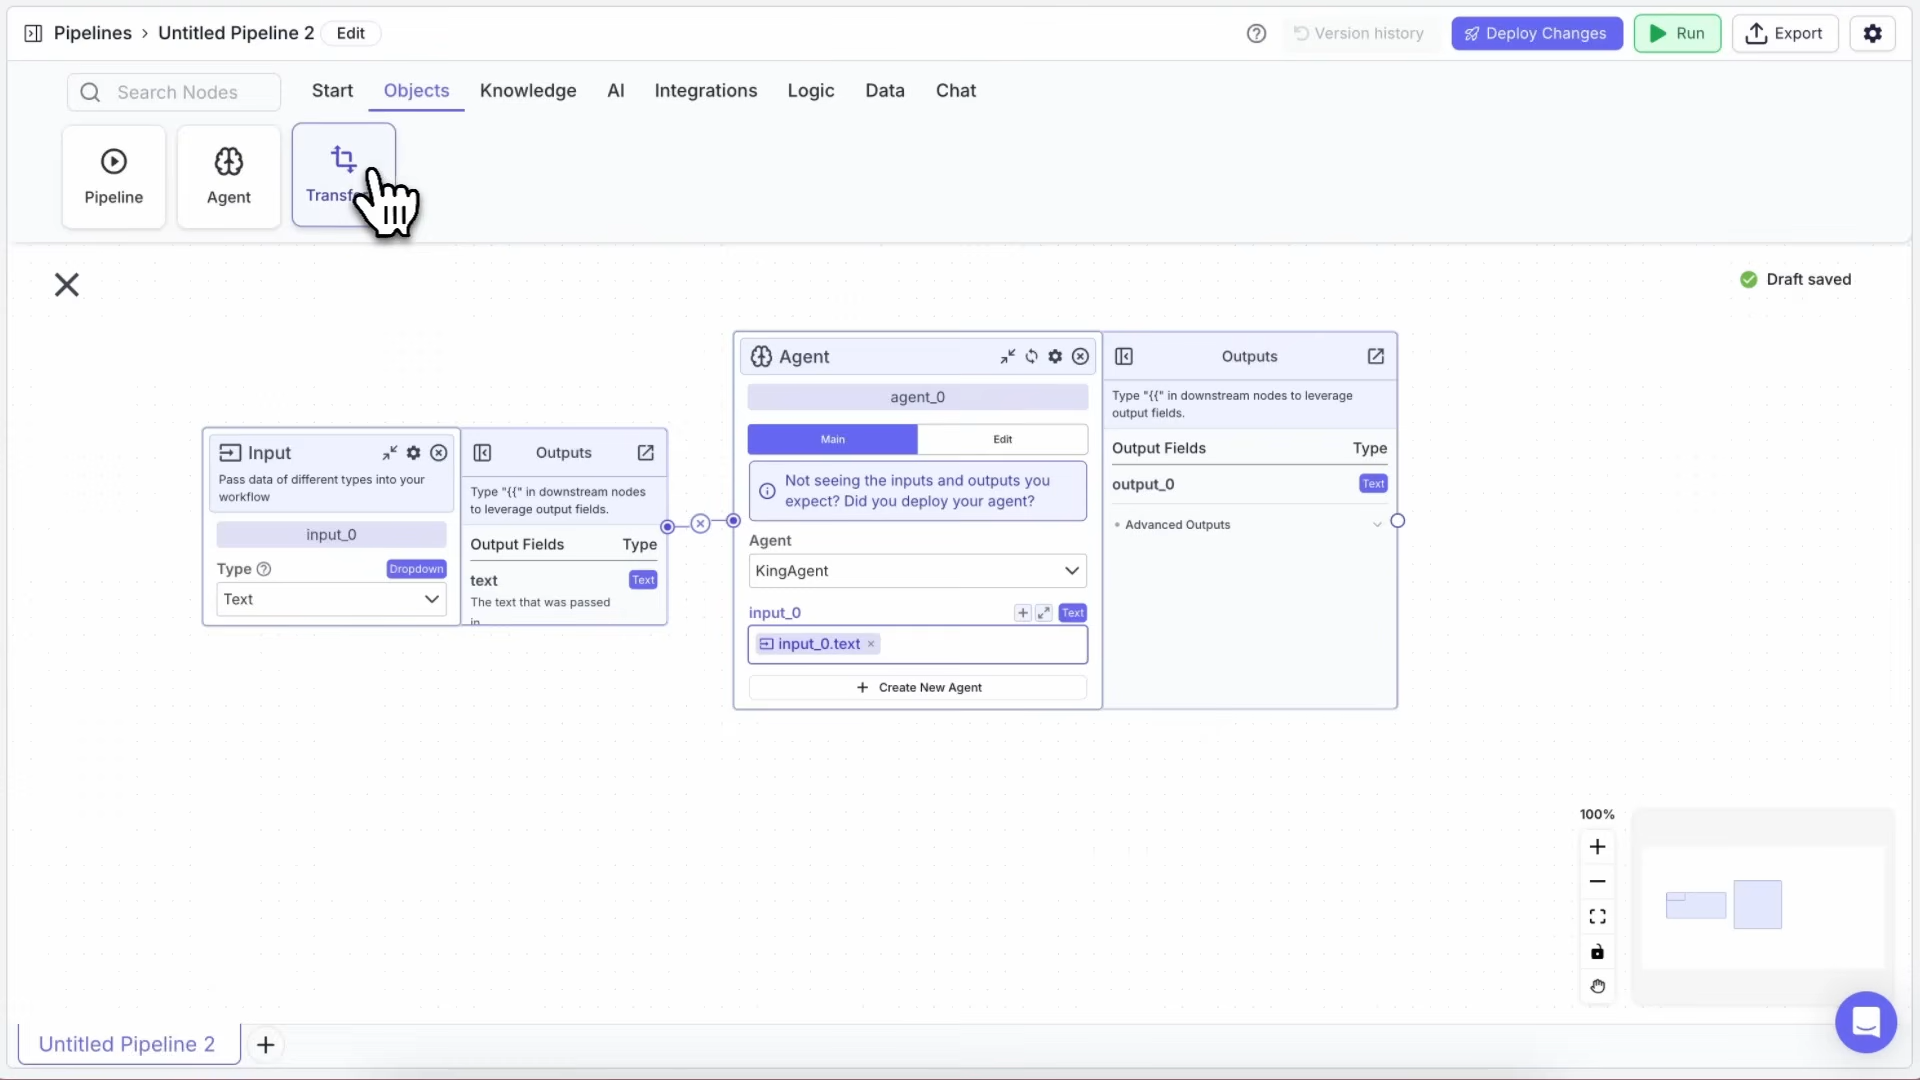 Pipelines › Untitled Pipeline 2 Edit
Version history
Deploy Changes
Run
Export
Search Nodes
Start Objects Knowledge AI Integrations Logic Data Chat
Pipeline
Agent
Draft saved
Input
Pass data of different types into your
workflow
input_0
Type
Dropdown
Text
Outputs
Type "{{" in downstream nodes
to leverage output fields.
Output Fields Type
text Text
The text that was passed
in
Agent
agent_0
Main Edit
Not seeing the inputs and outputs you
expect? Did you deploy your agent?
Agent
KingAgent
input_0 Text
input_0.text ×
+ Create New Agent
Outputs
Type "{{" in downstream nodes to leverage
output fields.
Output Fields Type
output_0 Text
• Advanced Outputs
100%
Untitled Pipeline 2 +